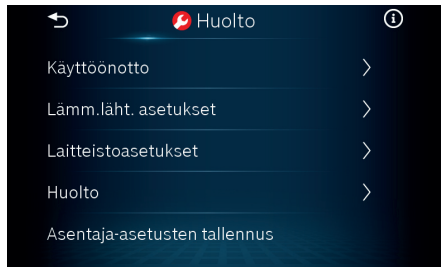 Huolto
Käyttöönotto
Lämm.läht. asetukset
Laitteistoasetukset
Huolto
Asentaja-asetusten tallennus